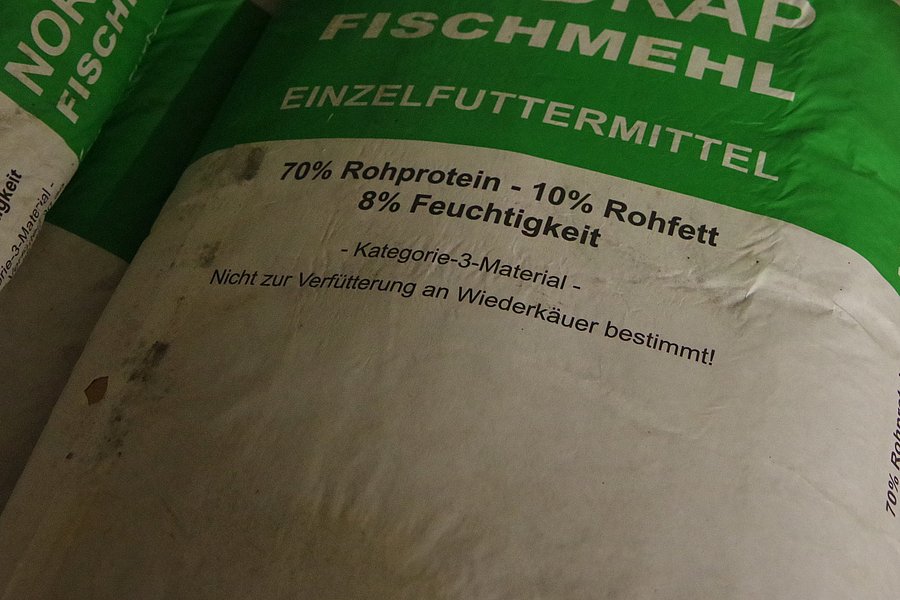 FISCHMEHL
EINZELFUTTERMITTEL
70% Rohprotein - 10% Rohfett
8% Feuchtigkeit
- Kategorie-3-Material -
Nicht zur Verfütterung an Wiederkäuer bestimmt!